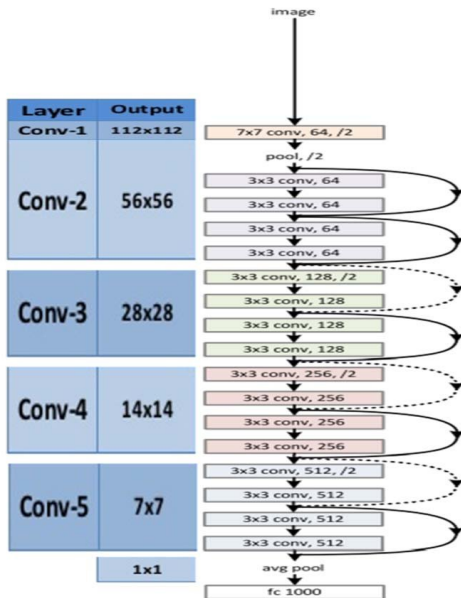 image
Layer Output
Conv-1 112x112
7x7 conv, 64, /2
pool, /2
Conv-2 56x56
3x3 conv, 64
3x3 conv, 64
3x3 conv, 64
3x3 conv, 64
Conv-3 28x28
3x3 conv, 128, /2
3x3 conv, 128
3x3 conv, 128
3x3 conv, 128
Conv-4 14x14
3x3 conv, 256, /2
3x3 conv, 256
3x3 conv, 256
3x3 conv, 256
Conv-5 7x7
3x3 conv, 512, /2
3x3 conv, 512
3x3 conv, 512
3x3 conv, 512
1x1
avg pool
fc 1000